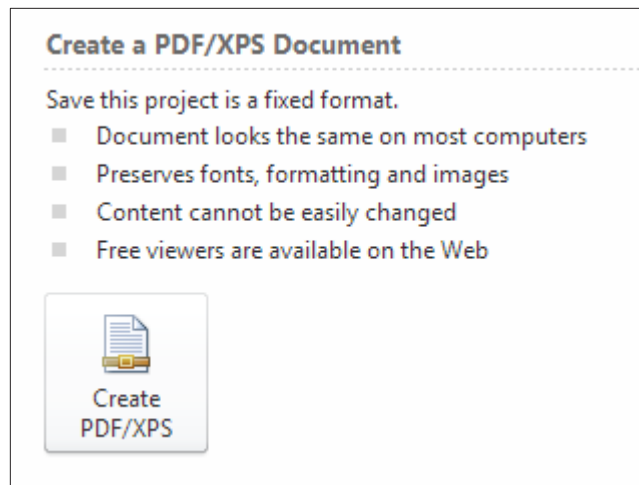 Create a PDF/XPS Document
Save this project is a fixed format.
Document looks the same on most computers
Preserves fonts, formatting and images
Content cannot be easily changed
Free viewers are available on the Web
Create
PDF/XPS